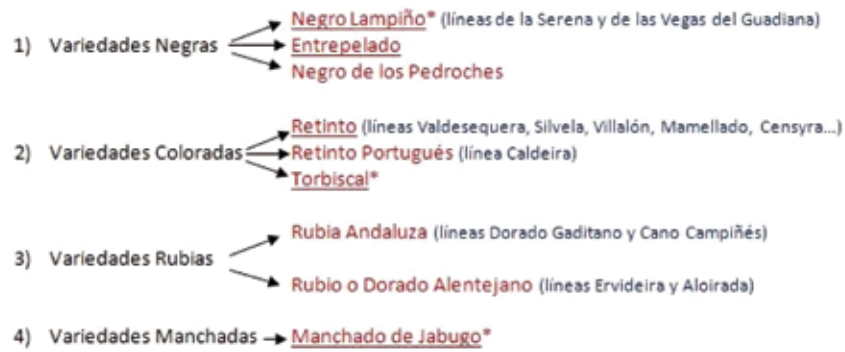 Negro Lampiño* (líneas de la Serena y de las Vegas del Guadiana)
1) Variedades Negras Entrepelado
Negro de los Pedroches
Retinto (líneas Valdesequera, Silvela, Villalón, Mamellado, Censyra...)
2) Variedades Coloradas Retinto Portugués (línea Caldeira)
Torbiscal*
Rubia Andaluza (líneas Dorado Gaditano y Cano Campiñés)
3) Variedades Rubias
Rubio o Dorado Alentejano (líneas Ervideira y Aloirada)
4) Variedades Manchadas Manchado de Jabugo*